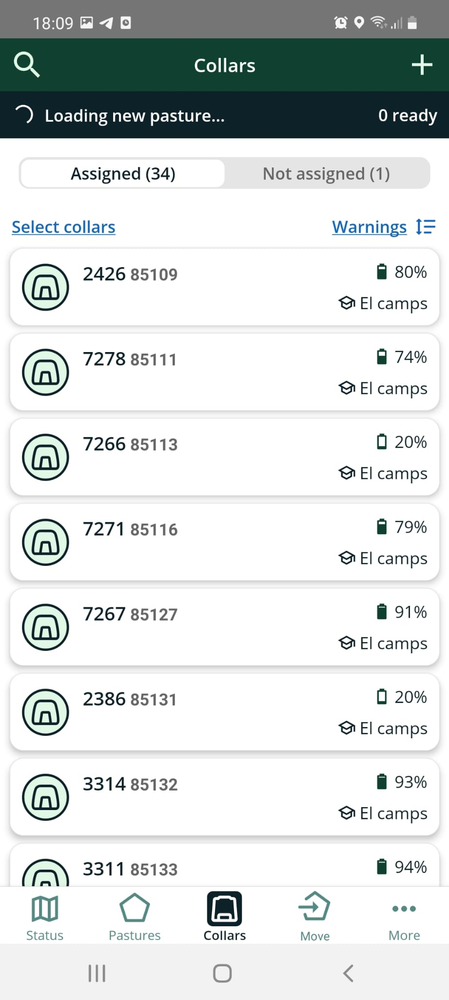 18:09
Collars
Loading new pasture... 0 ready
Assigned (34) Not assigned (1)
Select collars Warnings
2426 85109 80%
El camps
7278 85111 74%
El camps
7266 85113 20%
El camps
7271 85116 79%
El camps
7267 85127 91%
El camps
2386 85131 20%
El camps
3314 85132 93%
El camps
3311 85133 94%
Status Pastures Collars Move More